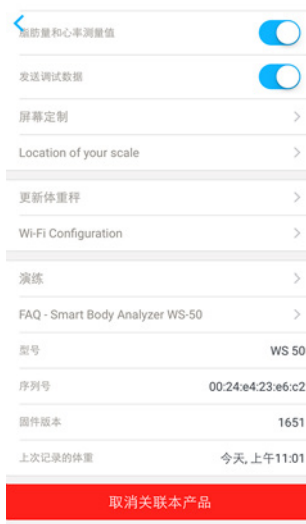 脂肪量和心率测量值
发送调试数据
屏幕定制
Location of your scale
更新体重秤
Wi-Fi Configuration
演练
FAQ - Smart Body Analyzer WS-50
型号 WS 50
序列号 00:24:e4:23:e6:c2
固件版本 1651
上次记录的体重 今天, 上午11:01
取消关联本产品